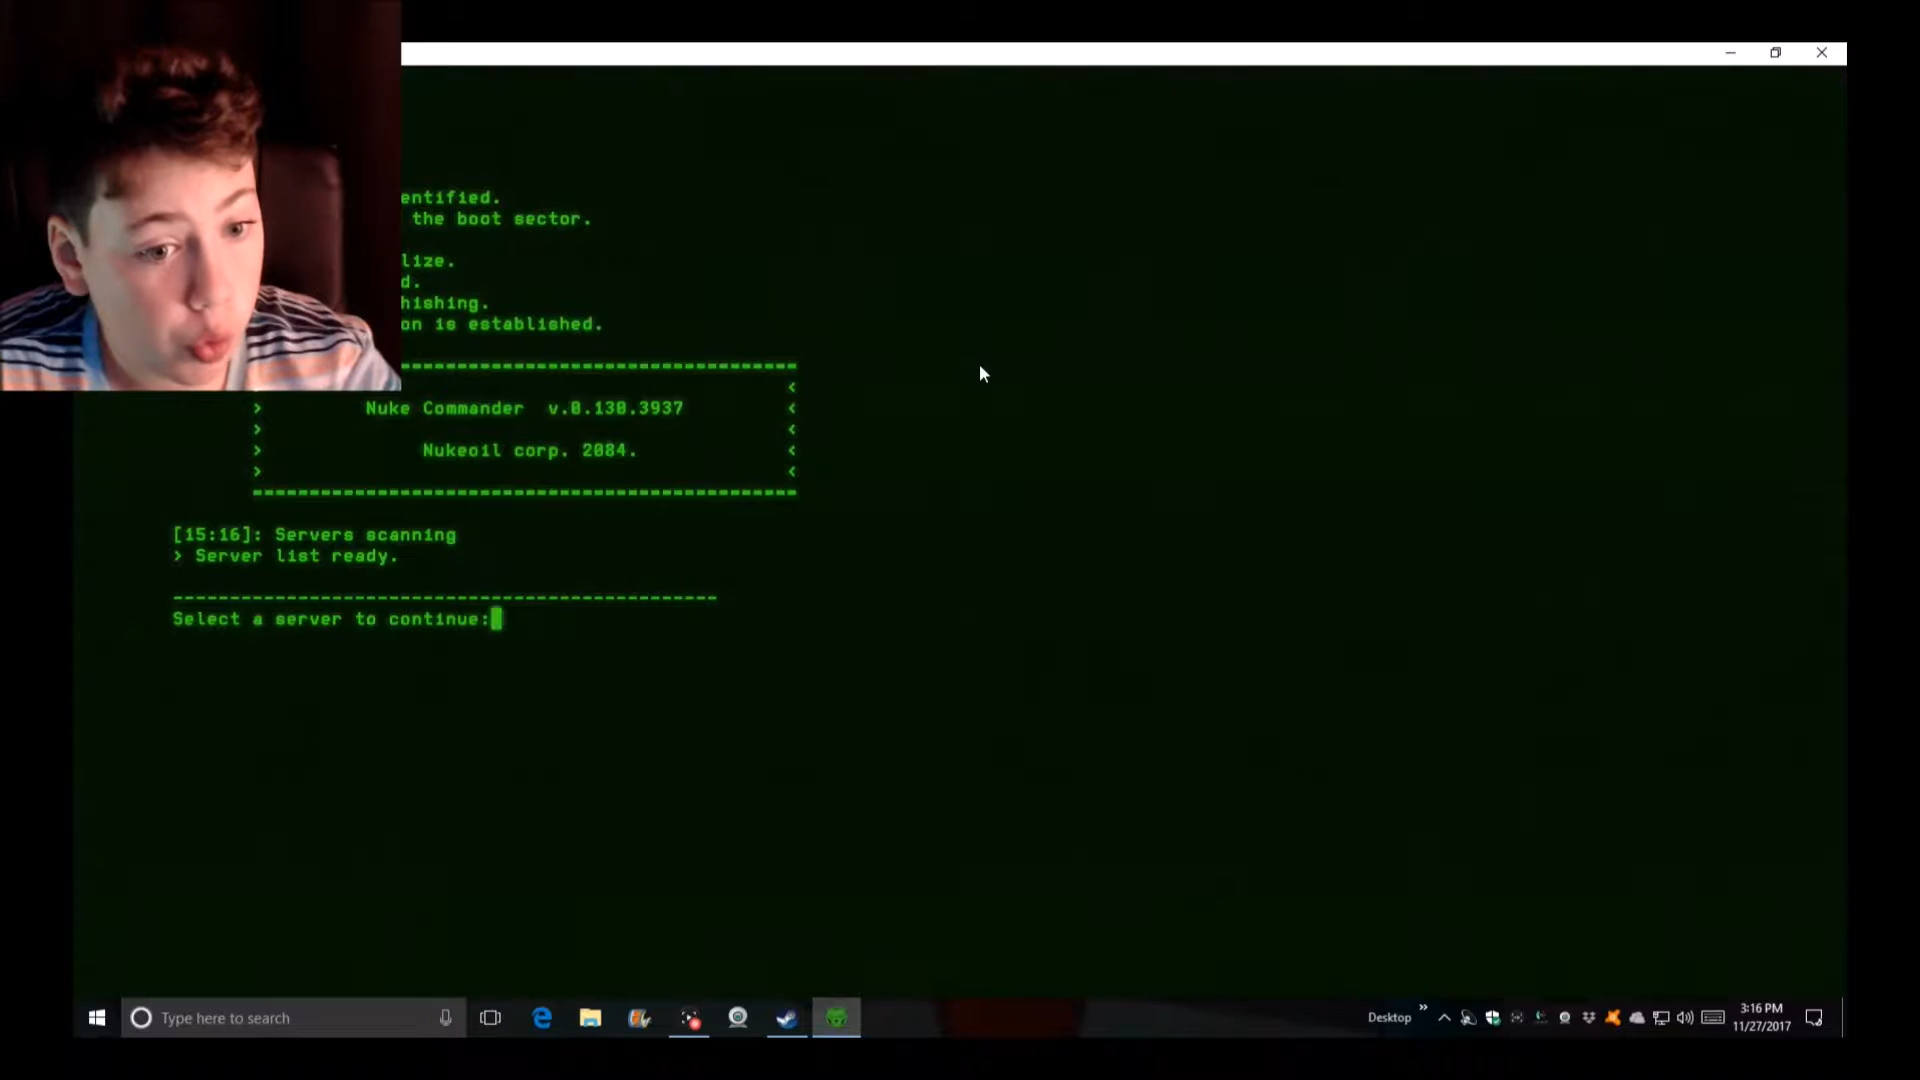 entified.
the boot sector.
lize.
d.
hishing.
on is established.
Nuke Commander v.0.130.3937
Nukeoil corp. 2084.
[15:16]: Servers scanning
> Server list ready.
Select a server to continue:
Type here to search
Desktop
3:16 PM
11/27/2017